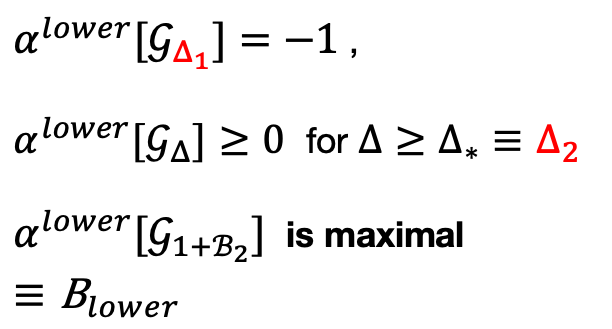 α^{lower}[𝒢_{Δ_1}] = −1 ,
α^{lower}[𝒢_Δ] ≥ 0 for Δ ≥ Δ_* ≡ Δ_2
α^{lower}[𝒢_{1+ℬ_2}] is maximal
≡ B_{lower}